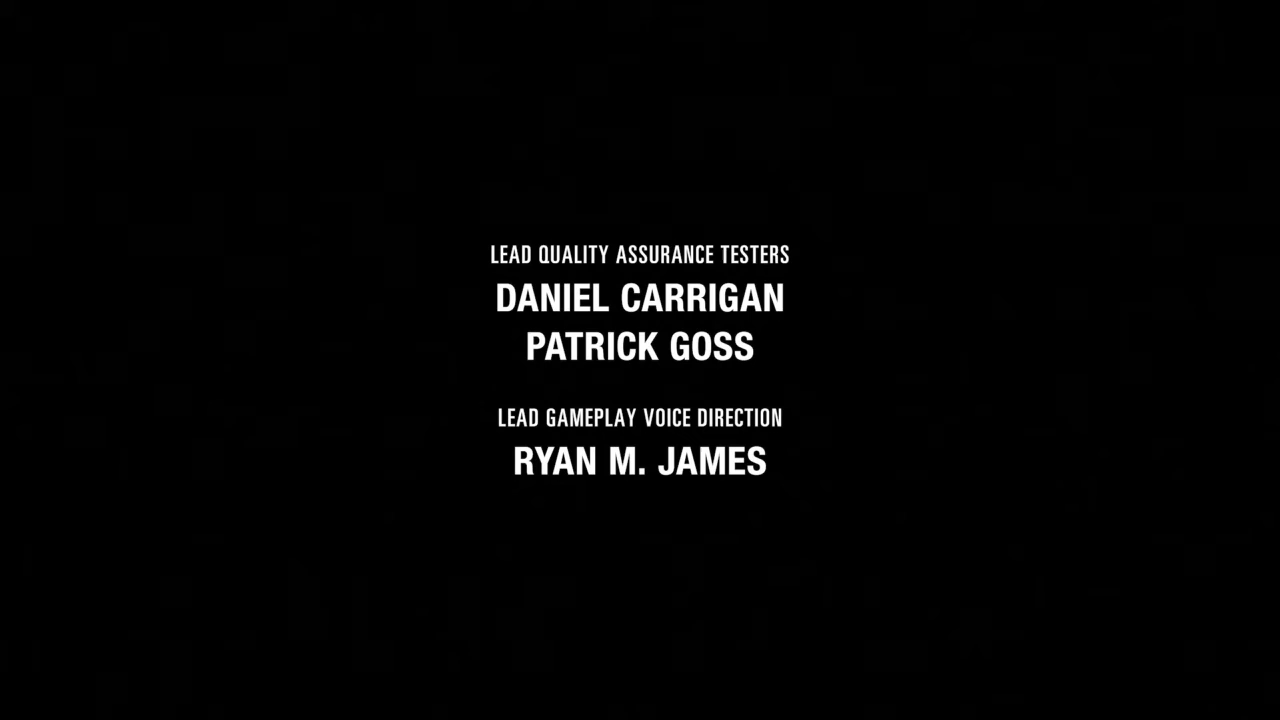 LEAD QUALITY ASSURANCE TESTERS
DANIEL CARRIGAN
PATRICK GOSS
LEAD GAMEPLAY VOICE DIRECTION
RYAN M. JAMES